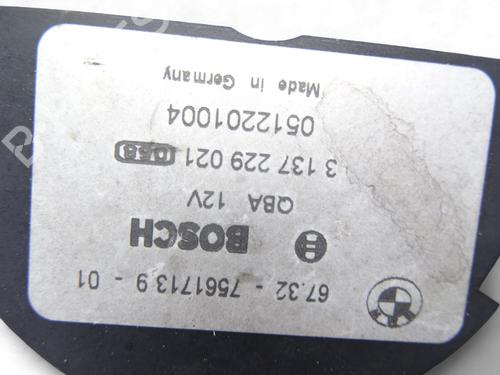 67.32 - 7561713 9 - 01
BOSCH
QBA 12V
3 137 229 021
0512201004
Made in Germany